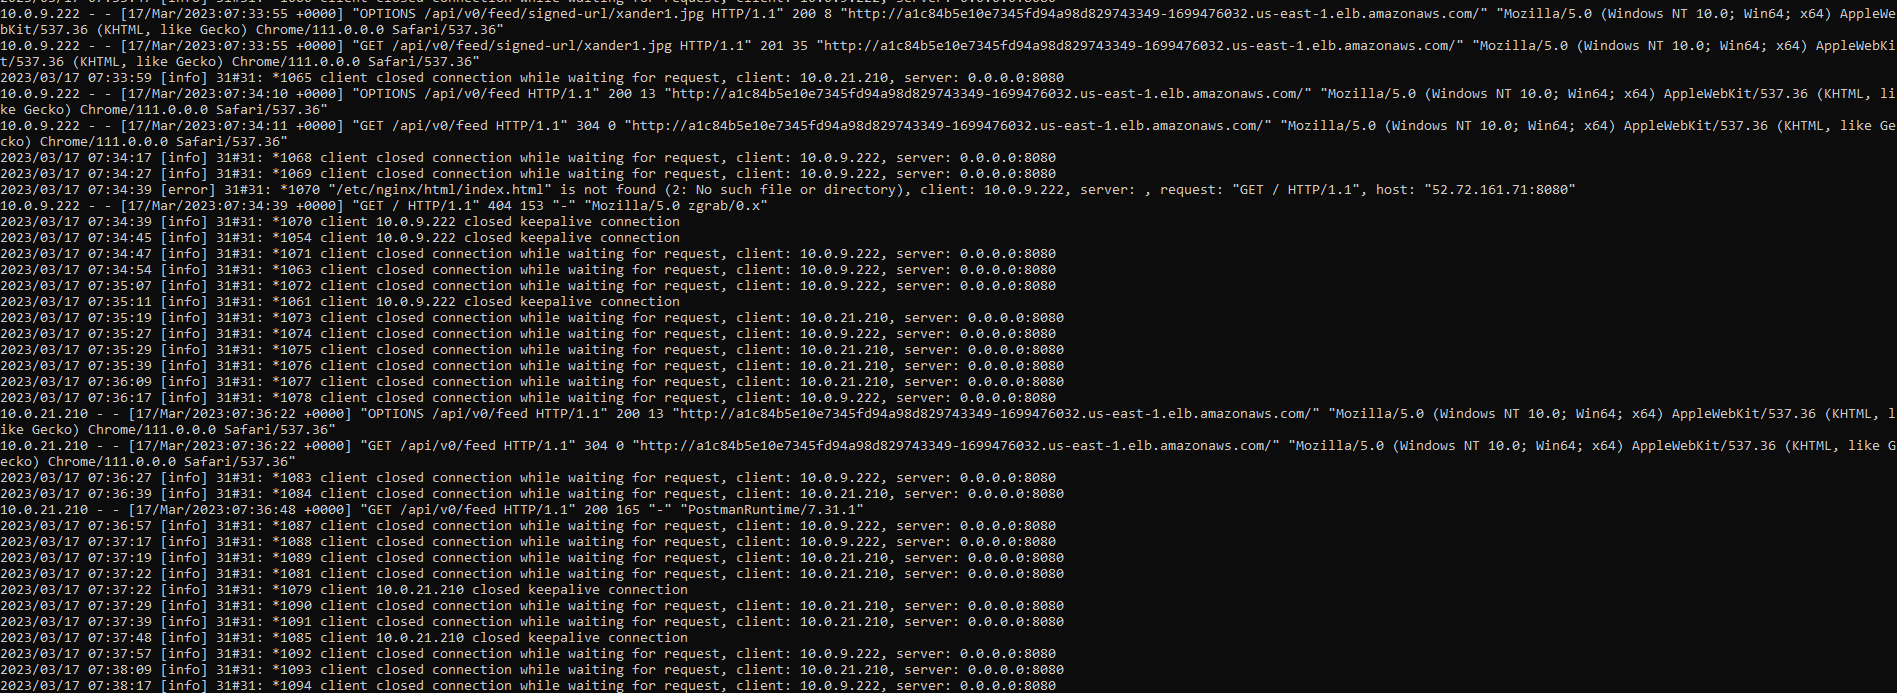 10.0.9.222 - - [17/Mar/2023:07:33:55 +0000] "OPTIONS /api/v0/feed/signed-url/xander1.jpg HTTP/1.1" 200 8 "http://a1c84b5e10e7345fd94a98d829743349-1699476032.us-east-1.elb.amazonaws.com/" "Mozilla/5.0 (Windows NT 10.0; Win64; x64) AppleWe
bKit/537.36 (KHTML, like Gecko) Chrome/111.0.0.0 Safari/537.36"
10.0.9.222 - - [17/Mar/2023:07:33:55 +0000] "GET /api/v0/feed/signed-url/xander1.jpg HTTP/1.1" 201 35 "http://a1c84b5e10e7345fd94a98d829743349-1699476032.us-east-1.elb.amazonaws.com/" "Mozilla/5.0 (Windows NT 10.0; Win64; x64) AppleWebKi
t/537.36 (KHTML, like Gecko) Chrome/111.0.0.0 Safari/537.36"
2023/03/17 07:33:59 [info] 31#31: *1065 client closed connection while waiting for request, client: 10.0.21.210, server: 0.0.0.0:8080
10.0.9.222 - - [17/Mar/2023:07:34:10 +0000] "OPTIONS /api/v0/feed HTTP/1.1" 200 13 "http://a1c84b5e10e7345fd94a98d829743349-1699476032.us-east-1.elb.amazonaws.com/" "Mozilla/5.0 (Windows NT 10.0; Win64; x64) AppleWebKit/537.36 (KHTML, li
ke Gecko) Chrome/111.0.0.0 Safari/537.36"
10.0.9.222 - - [17/Mar/2023:07:34:11 +0000] "GET /api/v0/feed HTTP/1.1" 304 0 "http://a1c84b5e10e7345fd94a98d829743349-1699476032.us-east-1.elb.amazonaws.com/" "Mozilla/5.0 (Windows NT 10.0; Win64; x64) AppleWebKit/537.36 (KHTML, like Ge
cko) Chrome/111.0.0.0 Safari/537.36"
2023/03/17 07:34:17 [info] 31#31: *1068 client closed connection while waiting for request, client: 10.0.9.222, server: 0.0.0.0:8080
2023/03/17 07:34:27 [info] 31#31: *1069 client closed connection while waiting for request, client: 10.0.9.222, server: 0.0.0.0:8080
2023/03/17 07:34:39 [error] 31#31: *1070 "/etc/nginx/html/index.html" is not found (2: No such file or directory), client: 10.0.9.222, server: , request: "GET / HTTP/1.1", host: "52.72.161.71:8080"
10.0.9.222 - - [17/Mar/2023:07:34:39 +0000] "GET / HTTP/1.1" 404 153 "-" "Mozilla/5.0 zgrab/0.x"
2023/03/17 07:34:39 [info] 31#31: *1070 client 10.0.9.222 closed keepalive connection
2023/03/17 07:34:45 [info] 31#31: *1054 client 10.0.9.222 closed keepalive connection
2023/03/17 07:34:47 [info] 31#31: *1071 client closed connection while waiting for request, client: 10.0.9.222, server: 0.0.0.0:8080
2023/03/17 07:34:54 [info] 31#31: *1063 client closed connection while waiting for request, client: 10.0.9.222, server: 0.0.0.0:8080
2023/03/17 07:35:07 [info] 31#31: *1072 client closed connection while waiting for request, client: 10.0.9.222, server: 0.0.0.0:8080
2023/03/17 07:35:11 [info] 31#31: *1061 client 10.0.9.222 closed keepalive connection
2023/03/17 07:35:19 [info] 31#31: *1073 client closed connection while waiting for request, client: 10.0.21.210, server: 0.0.0.0:8080
2023/03/17 07:35:27 [info] 31#31: *1074 client closed connection while waiting for request, client: 10.0.9.222, server: 0.0.0.0:8080
2023/03/17 07:35:29 [info] 31#31: *1075 client closed connection while waiting for request, client: 10.0.21.210, server: 0.0.0.0:8080
2023/03/17 07:35:39 [info] 31#31: *1076 client closed connection while waiting for request, client: 10.0.21.210, server: 0.0.0.0:8080
2023/03/17 07:36:09 [info] 31#31: *1077 client closed connection while waiting for request, client: 10.0.21.210, server: 0.0.0.0:8080
2023/03/17 07:36:17 [info] 31#31: *1078 client closed connection while waiting for request, client: 10.0.9.222, server: 0.0.0.0:8080
10.0.21.210 - - [17/Mar/2023:07:36:22 +0000] "OPTIONS /api/v0/feed HTTP/1.1" 200 13 "http://a1c84b5e10e7345fd94a98d829743349-1699476032.us-east-1.elb.amazonaws.com/" "Mozilla/5.0 (Windows NT 10.0; Win64; x64) AppleWebKit/537.36 (KHTML, l
ike Gecko) Chrome/111.0.0.0 Safari/537.36"
10.0.21.210 - - [17/Mar/2023:07:36:22 +0000] "GET /api/v0/feed HTTP/1.1" 304 0 "http://a1c84b5e10e7345fd94a98d829743349-1699476032.us-east-1.elb.amazonaws.com/" "Mozilla/5.0 (Windows NT 10.0; Win64; x64) AppleWebKit/537.36 (KHTML, like G
ecko) Chrome/111.0.0.0 Safari/537.36"
2023/03/17 07:36:27 [info] 31#31: *1083 client closed connection while waiting for request, client: 10.0.9.222, server: 0.0.0.0:8080
2023/03/17 07:36:39 [info] 31#31: *1084 client closed connection while waiting for request, client: 10.0.21.210, server: 0.0.0.0:8080
10.0.21.210 - - [17/Mar/2023:07:36:48 +0000] "GET /api/v0/feed HTTP/1.1" 200 165 "-" "PostmanRuntime/7.31.1"
2023/03/17 07:36:57 [info] 31#31: *1087 client closed connection while waiting for request, client: 10.0.9.222, server: 0.0.0.0:8080
2023/03/17 07:37:17 [info] 31#31: *1088 client closed connection while waiting for request, client: 10.0.9.222, server: 0.0.0.0:8080
2023/03/17 07:37:19 [info] 31#31: *1089 client closed connection while waiting for request, client: 10.0.21.210, server: 0.0.0.0:8080
2023/03/17 07:37:22 [info] 31#31: *1081 client closed connection while waiting for request, client: 10.0.21.210, server: 0.0.0.0:8080
2023/03/17 07:37:22 [info] 31#31: *1079 client 10.0.21.210 closed keepalive connection
2023/03/17 07:37:29 [info] 31#31: *1090 client closed connection while waiting for request, client: 10.0.21.210, server: 0.0.0.0:8080
2023/03/17 07:37:39 [info] 31#31: *1091 client closed connection while waiting for request, client: 10.0.21.210, server: 0.0.0.0:8080
2023/03/17 07:37:48 [info] 31#31: *1085 client 10.0.21.210 closed keepalive connection
2023/03/17 07:37:57 [info] 31#31: *1092 client closed connection while waiting for request, client: 10.0.9.222, server: 0.0.0.0:8080
2023/03/17 07:38:09 [info] 31#31: *1093 client closed connection while waiting for request, client: 10.0.21.210, server: 0.0.0.0:8080
2023/03/17 07:38:17 [info] 31#31: *1094 client closed connection while waiting for request, client: 10.0.9.222, server: 0.0.0.0:8080